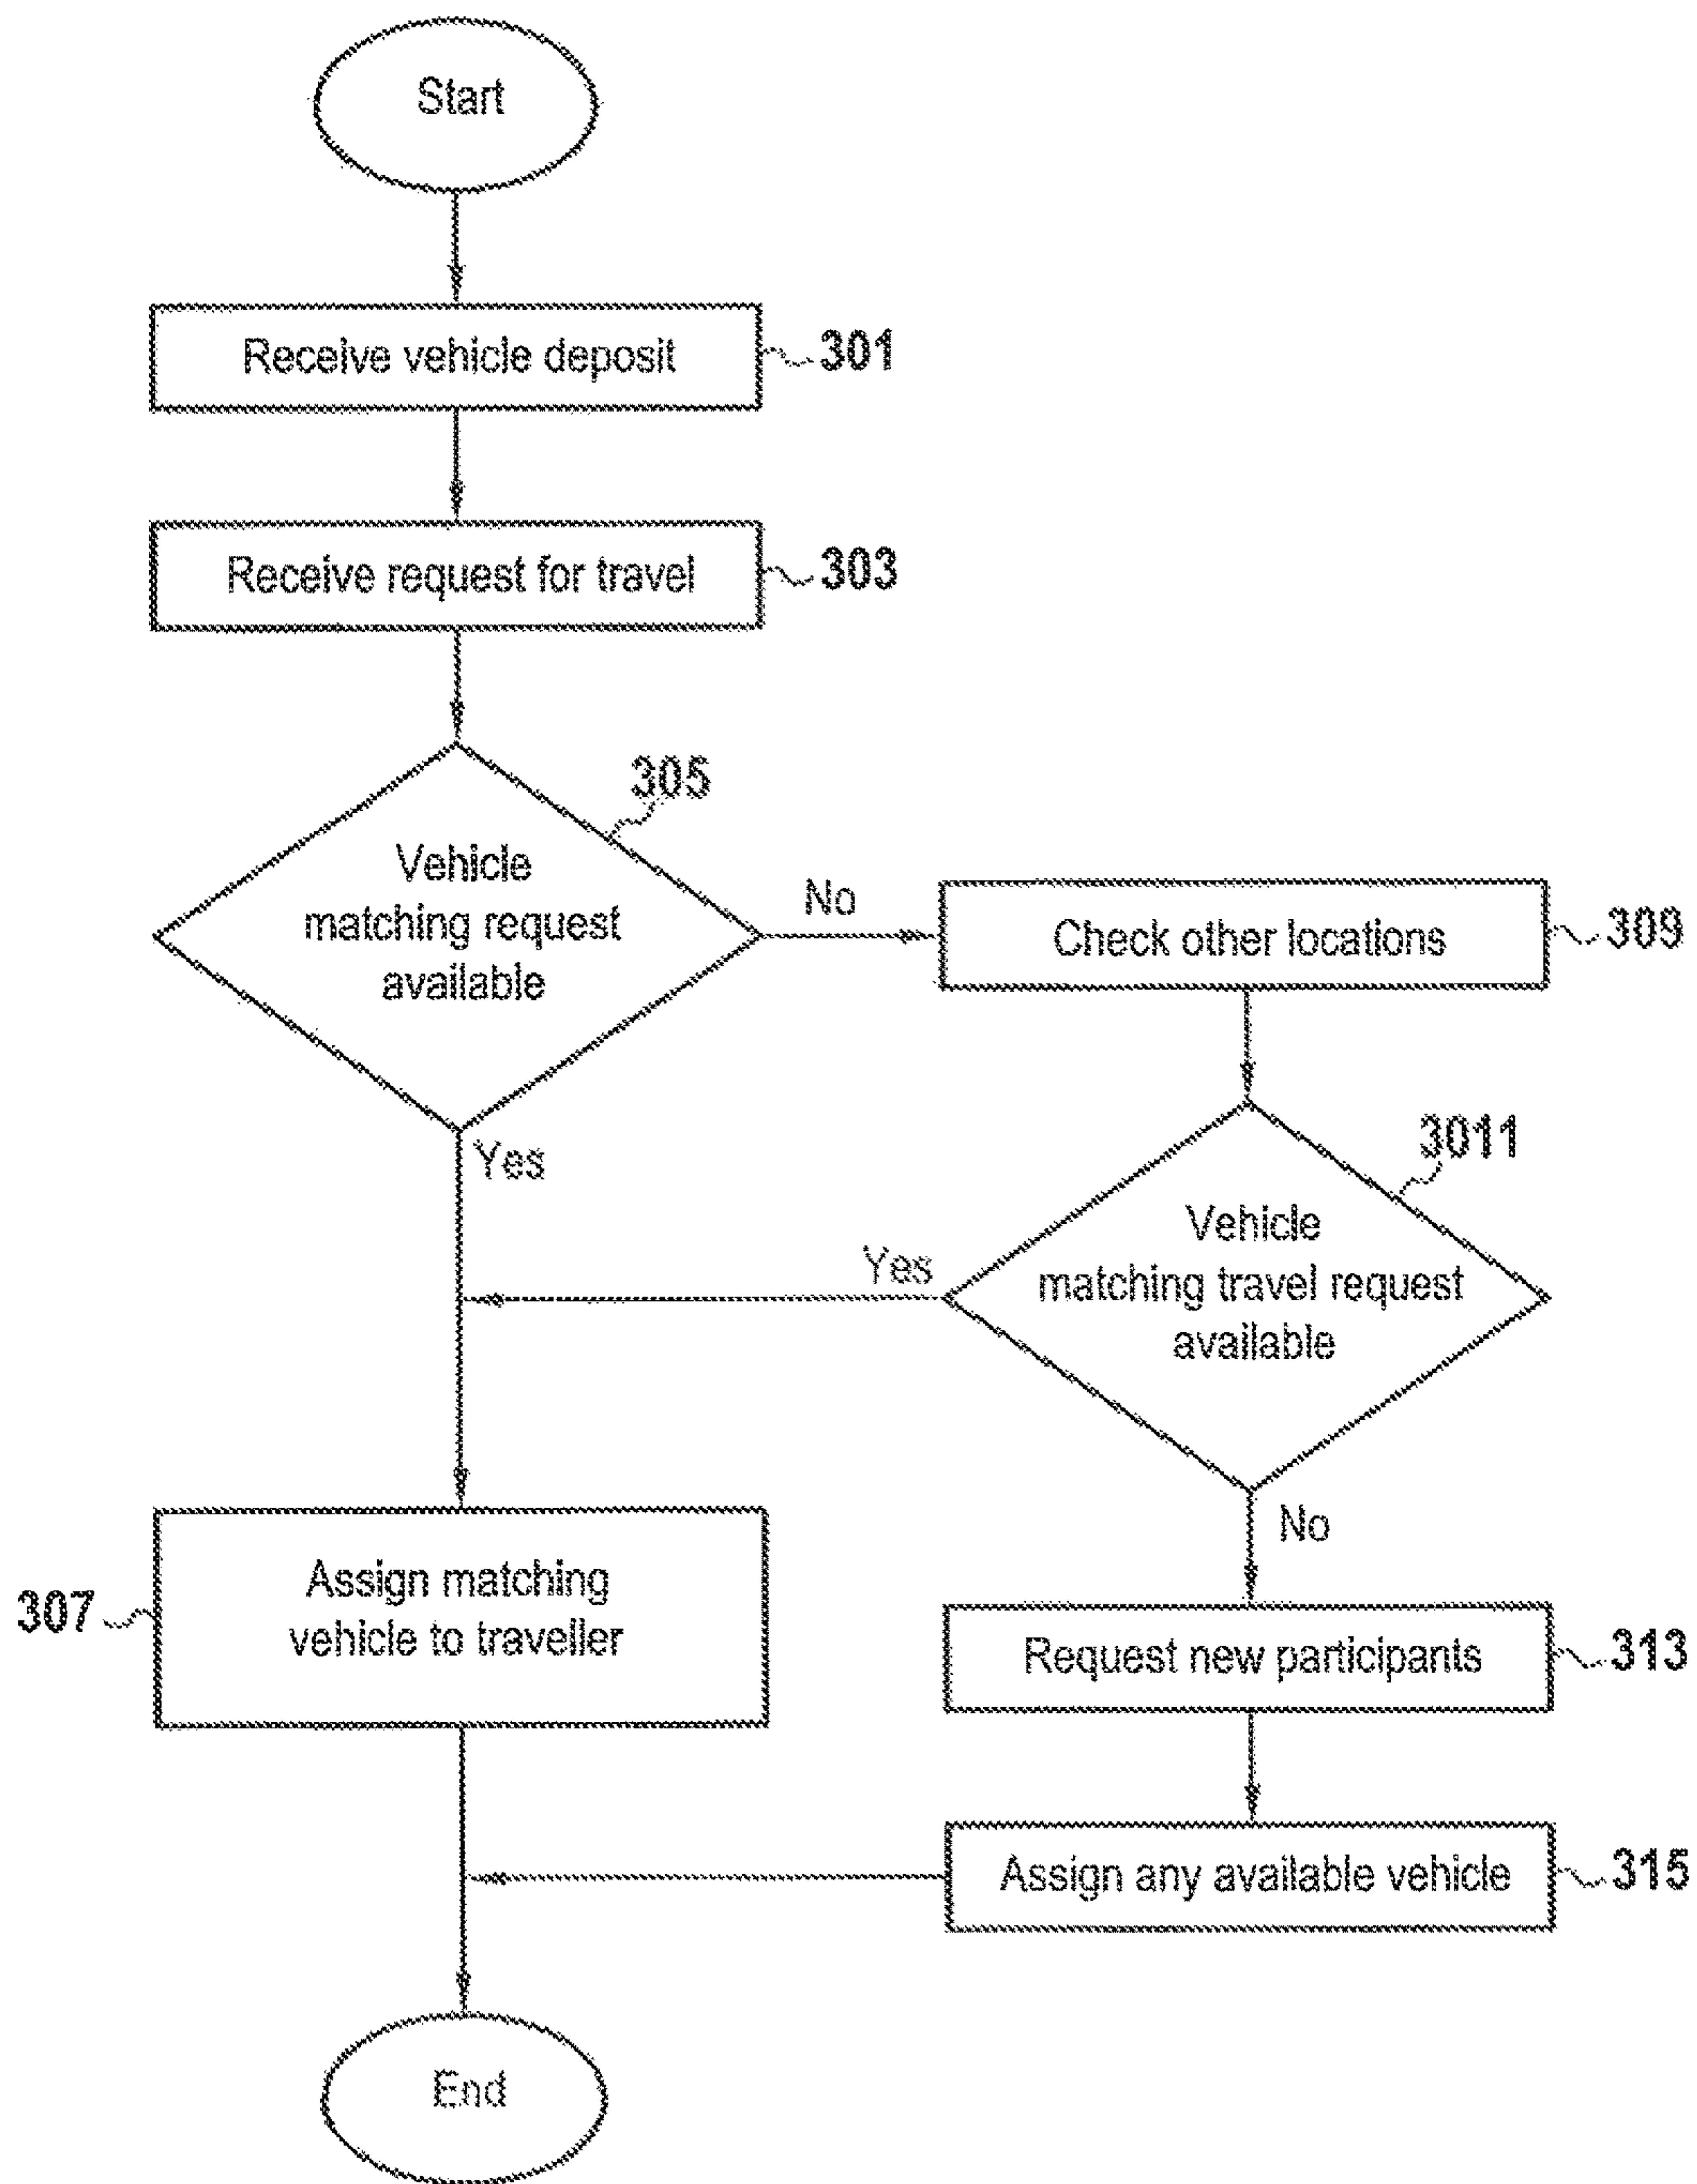 Start
Receive vehicle deposit
301
Receive request for travel
303
305
Vehicle
matching request
available
No
Check other locations
309
Yes
3011
Vehicle
matching travel request
available
Yes
No
Assign matching
vehicle to traveller
307
Request new participants
313
Assign any available vehicle
315
End